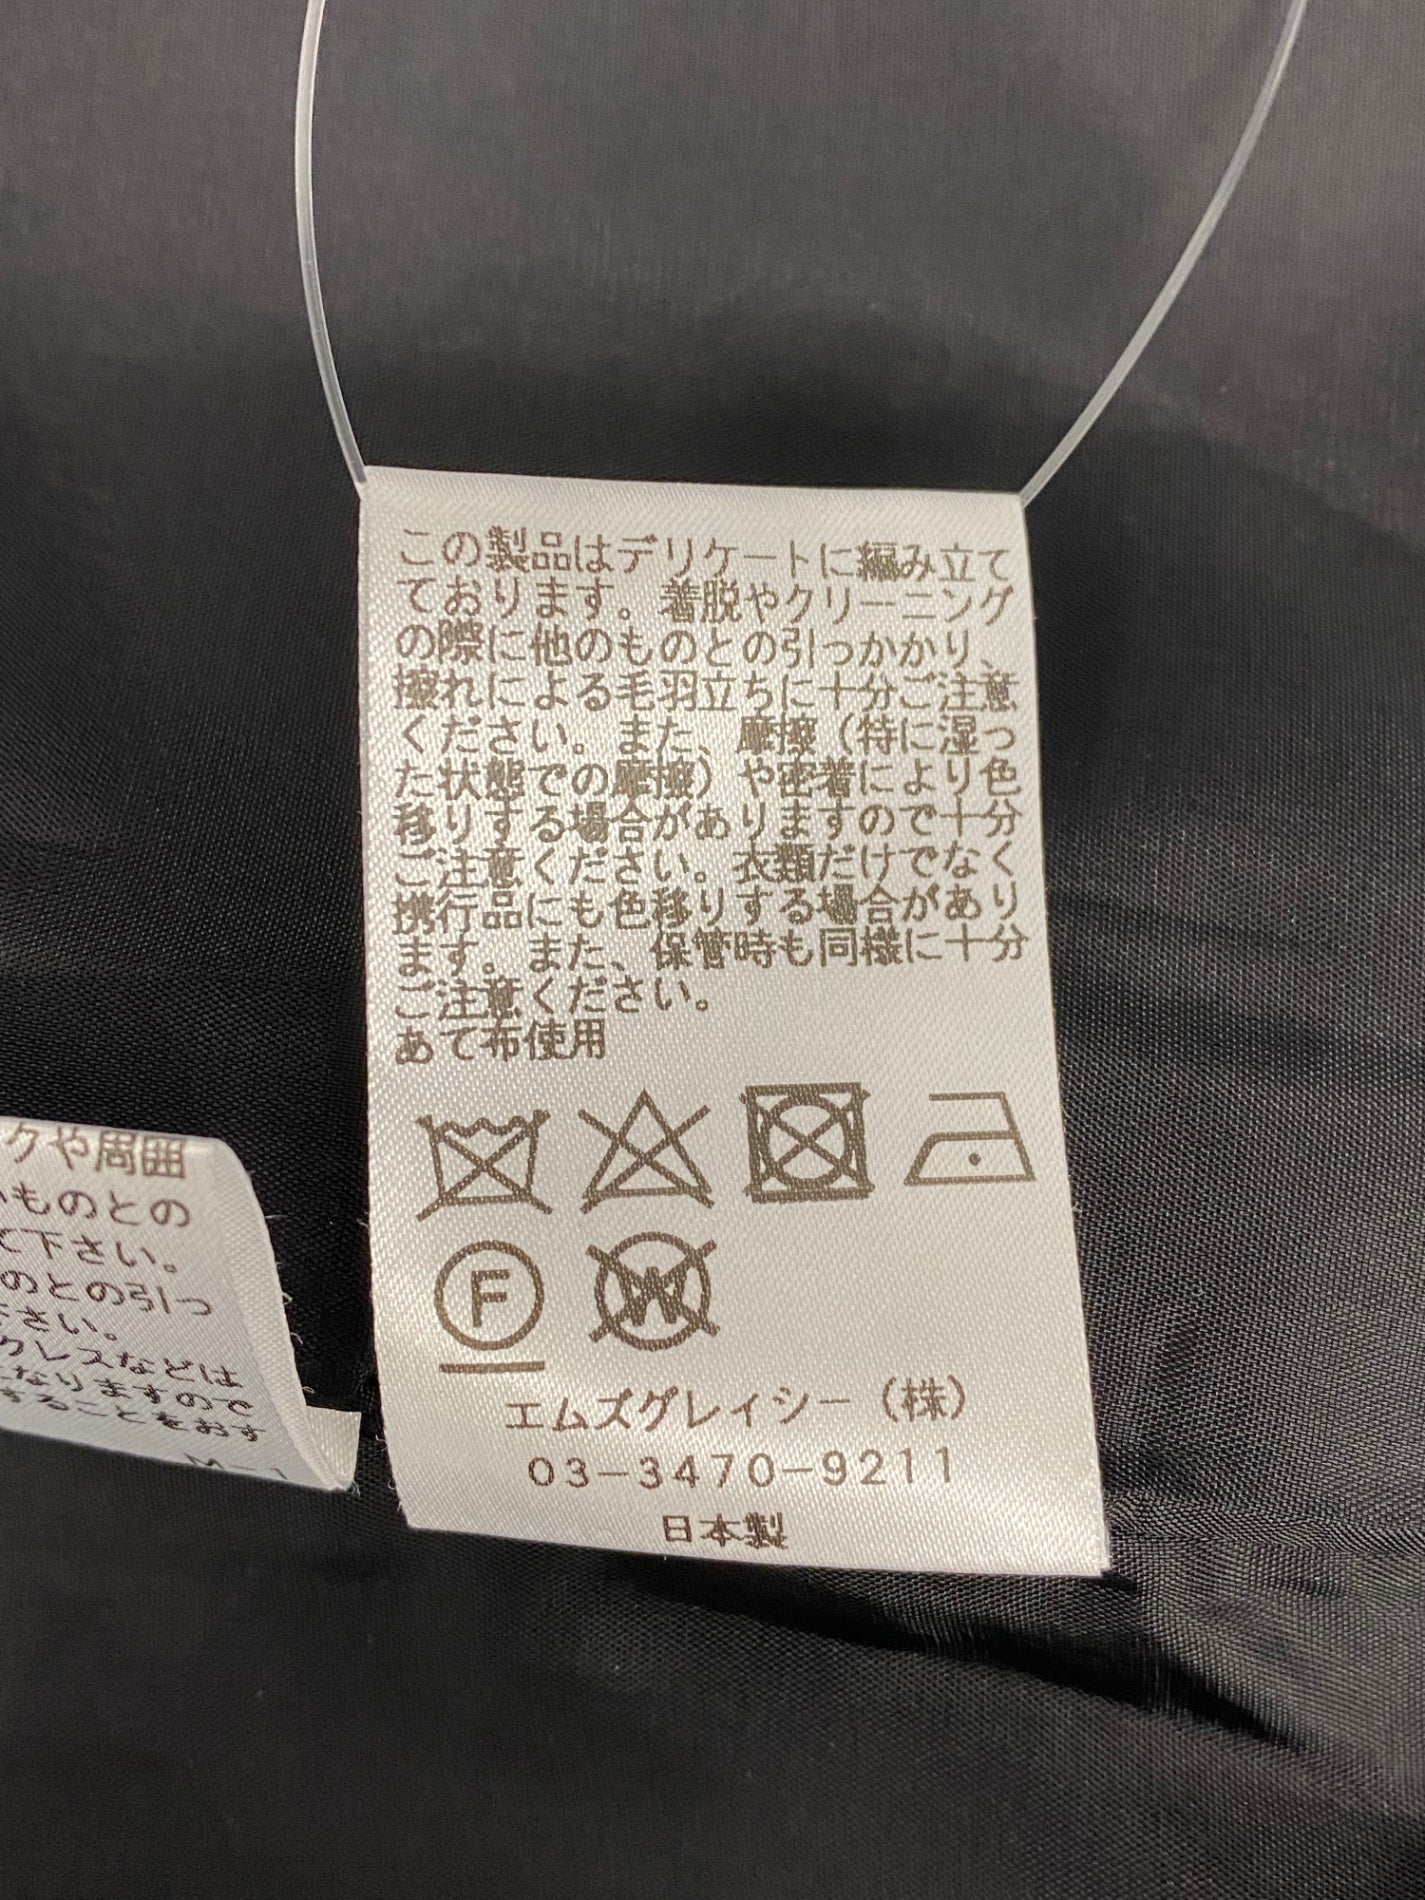 この製品はデリケートに編み立て
ております。着脱やクリーニング
の際に他のものとの引っかかり、
擦れによる毛羽立ちに十分ご注意
ください。また、摩擦（特に湿っ
た状態での摩擦）や密着により色
移りする場合がありますので十分
ご注意ください。衣類だけでなく
携行品にも色移りする場合があり
ます。また、保管時も同様に十分
ご注意ください。
あて布使用
F W
エムズグレイシー（株）
03-3470-9211
日本製
クや周囲
ものとの
て下さい。
のとの引つ
さい。
クレスなどは
なりますので
することをおす
M-1